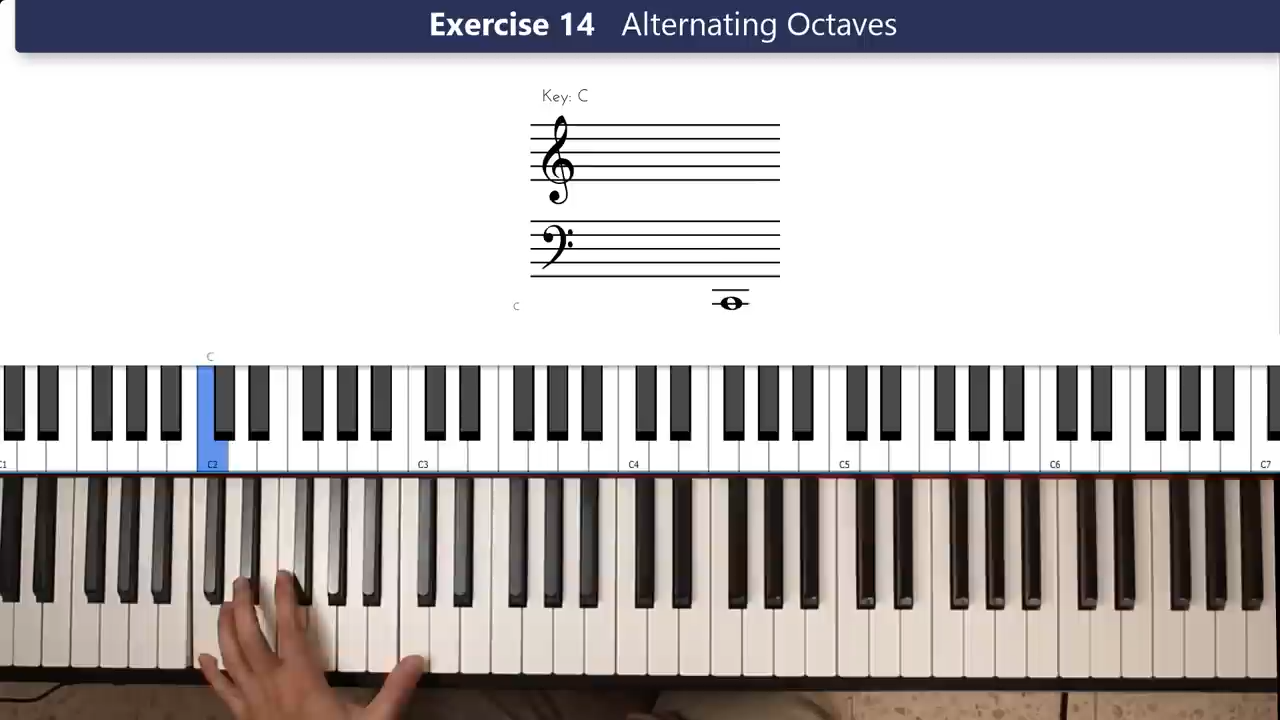 Exercise 14 Alternating Octaves
Key: C
C
C
C1 C2 C3 C4 C5 C6 C7